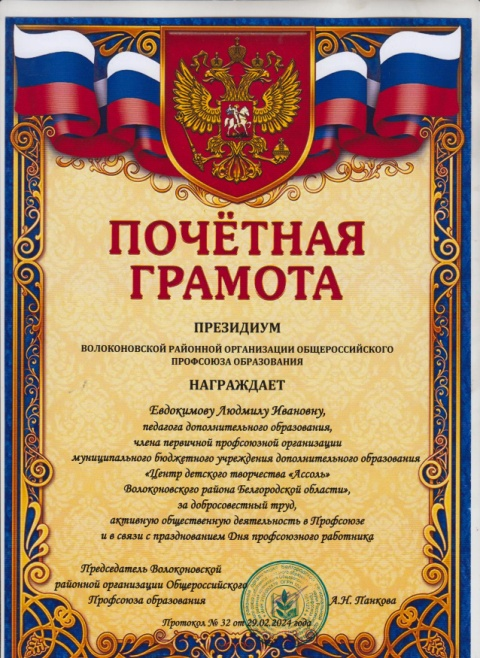 ПОЧЁТНАЯ
ГРАМОТА
ПРЕЗИДИУМ
ВОЛОКОНОВСКОЙ РАЙОННОЙ ОРГАНИЗАЦИИ ОБЩЕРОССИЙСКОГО
ПРОФСОЮЗА ОБРАЗОВАНИЯ
НАГРАЖДАЕТ
Евдокимову Людмилу Ивановну,
педагога дополнительного образования,
члена первичной профсоюзной организации
муниципального бюджетного учреждения дополнительного образования
«Центр детского творчества «Ассоль»
Волоконовского района Белгородской области»,
за добросовестный труд,
активную общественную деятельность в Профсоюзе
и в связи с празднованием Дня профсоюзного работника
Председатель Волоконовской
районной организации Общероссийского
Профсоюза образования
А.Н. Панкова
Протокол № 32 от 29.02.2024 года